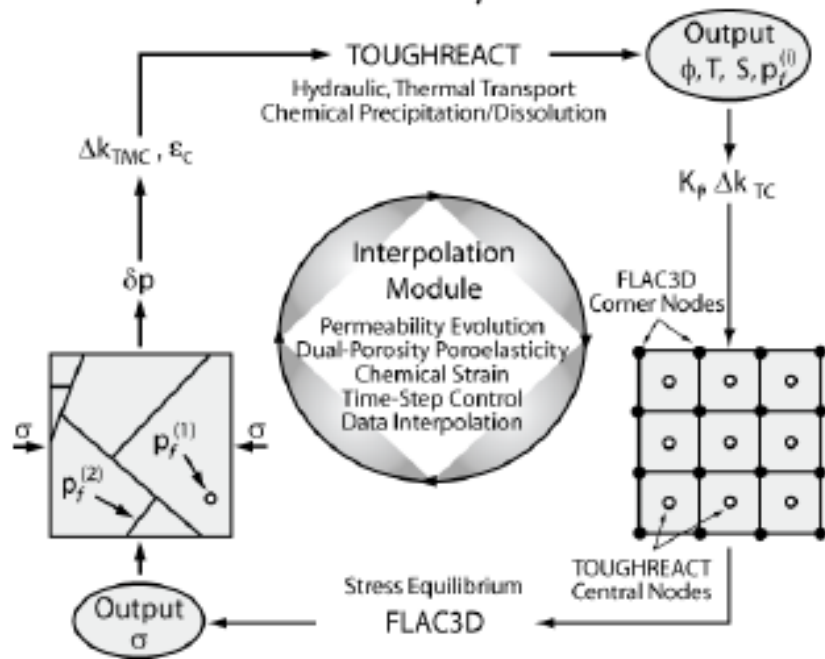 TOUGHREACT
Hydraulic, Thermal Transport
Chemical Precipitation/Dissolution
Output
ϕ, T, S, p_f^(i)
Δk_TMC , ε_c
Δk_TC
δp
Interpolation
Module
Permeability Evolution
Dual-Porosity Poroelasticity
Chemical Strain
Time-Step Control
Data Interpolation
FLAC3D
Corner Nodes
σ
σ
p_f^(1)
p_f^(2)
TOUGHREACT
Central Nodes
Stress Equilibrium
FLAC3D
Output
σ